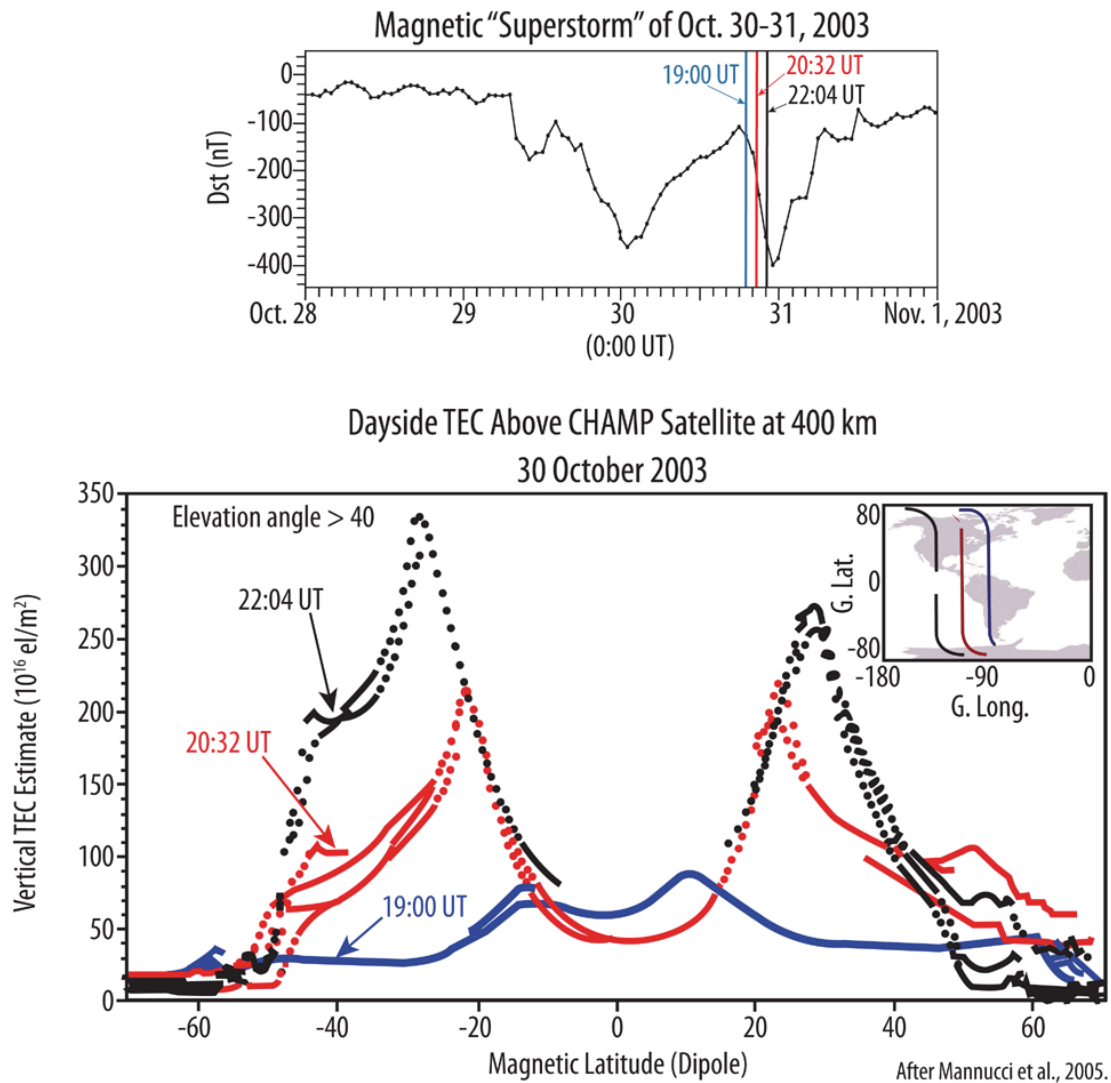 Magnetic “Superstorm” of Oct. 30-31, 2003
0
-100
-200
-300
-400
Dst (nT)
19:00 UT
20:32 UT
22:04 UT
Oct. 28
29
30
31
Nov. 1, 2003
(0:00 UT)
Dayside TEC Above CHAMP Satellite at 400 km
30 October 2003
350
300
250
200
150
100
50
0
Vertical TEC Estimate (10¹⁶ el/m²)
Elevation angle > 40
22:04 UT
20:32 UT
19:00 UT
80
0
-80
G. Lat.
-180
-90
0
G. Long.
-60
-40
-20
0
20
40
60
Magnetic Latitude (Dipole)
After Mannucci et al., 2005.